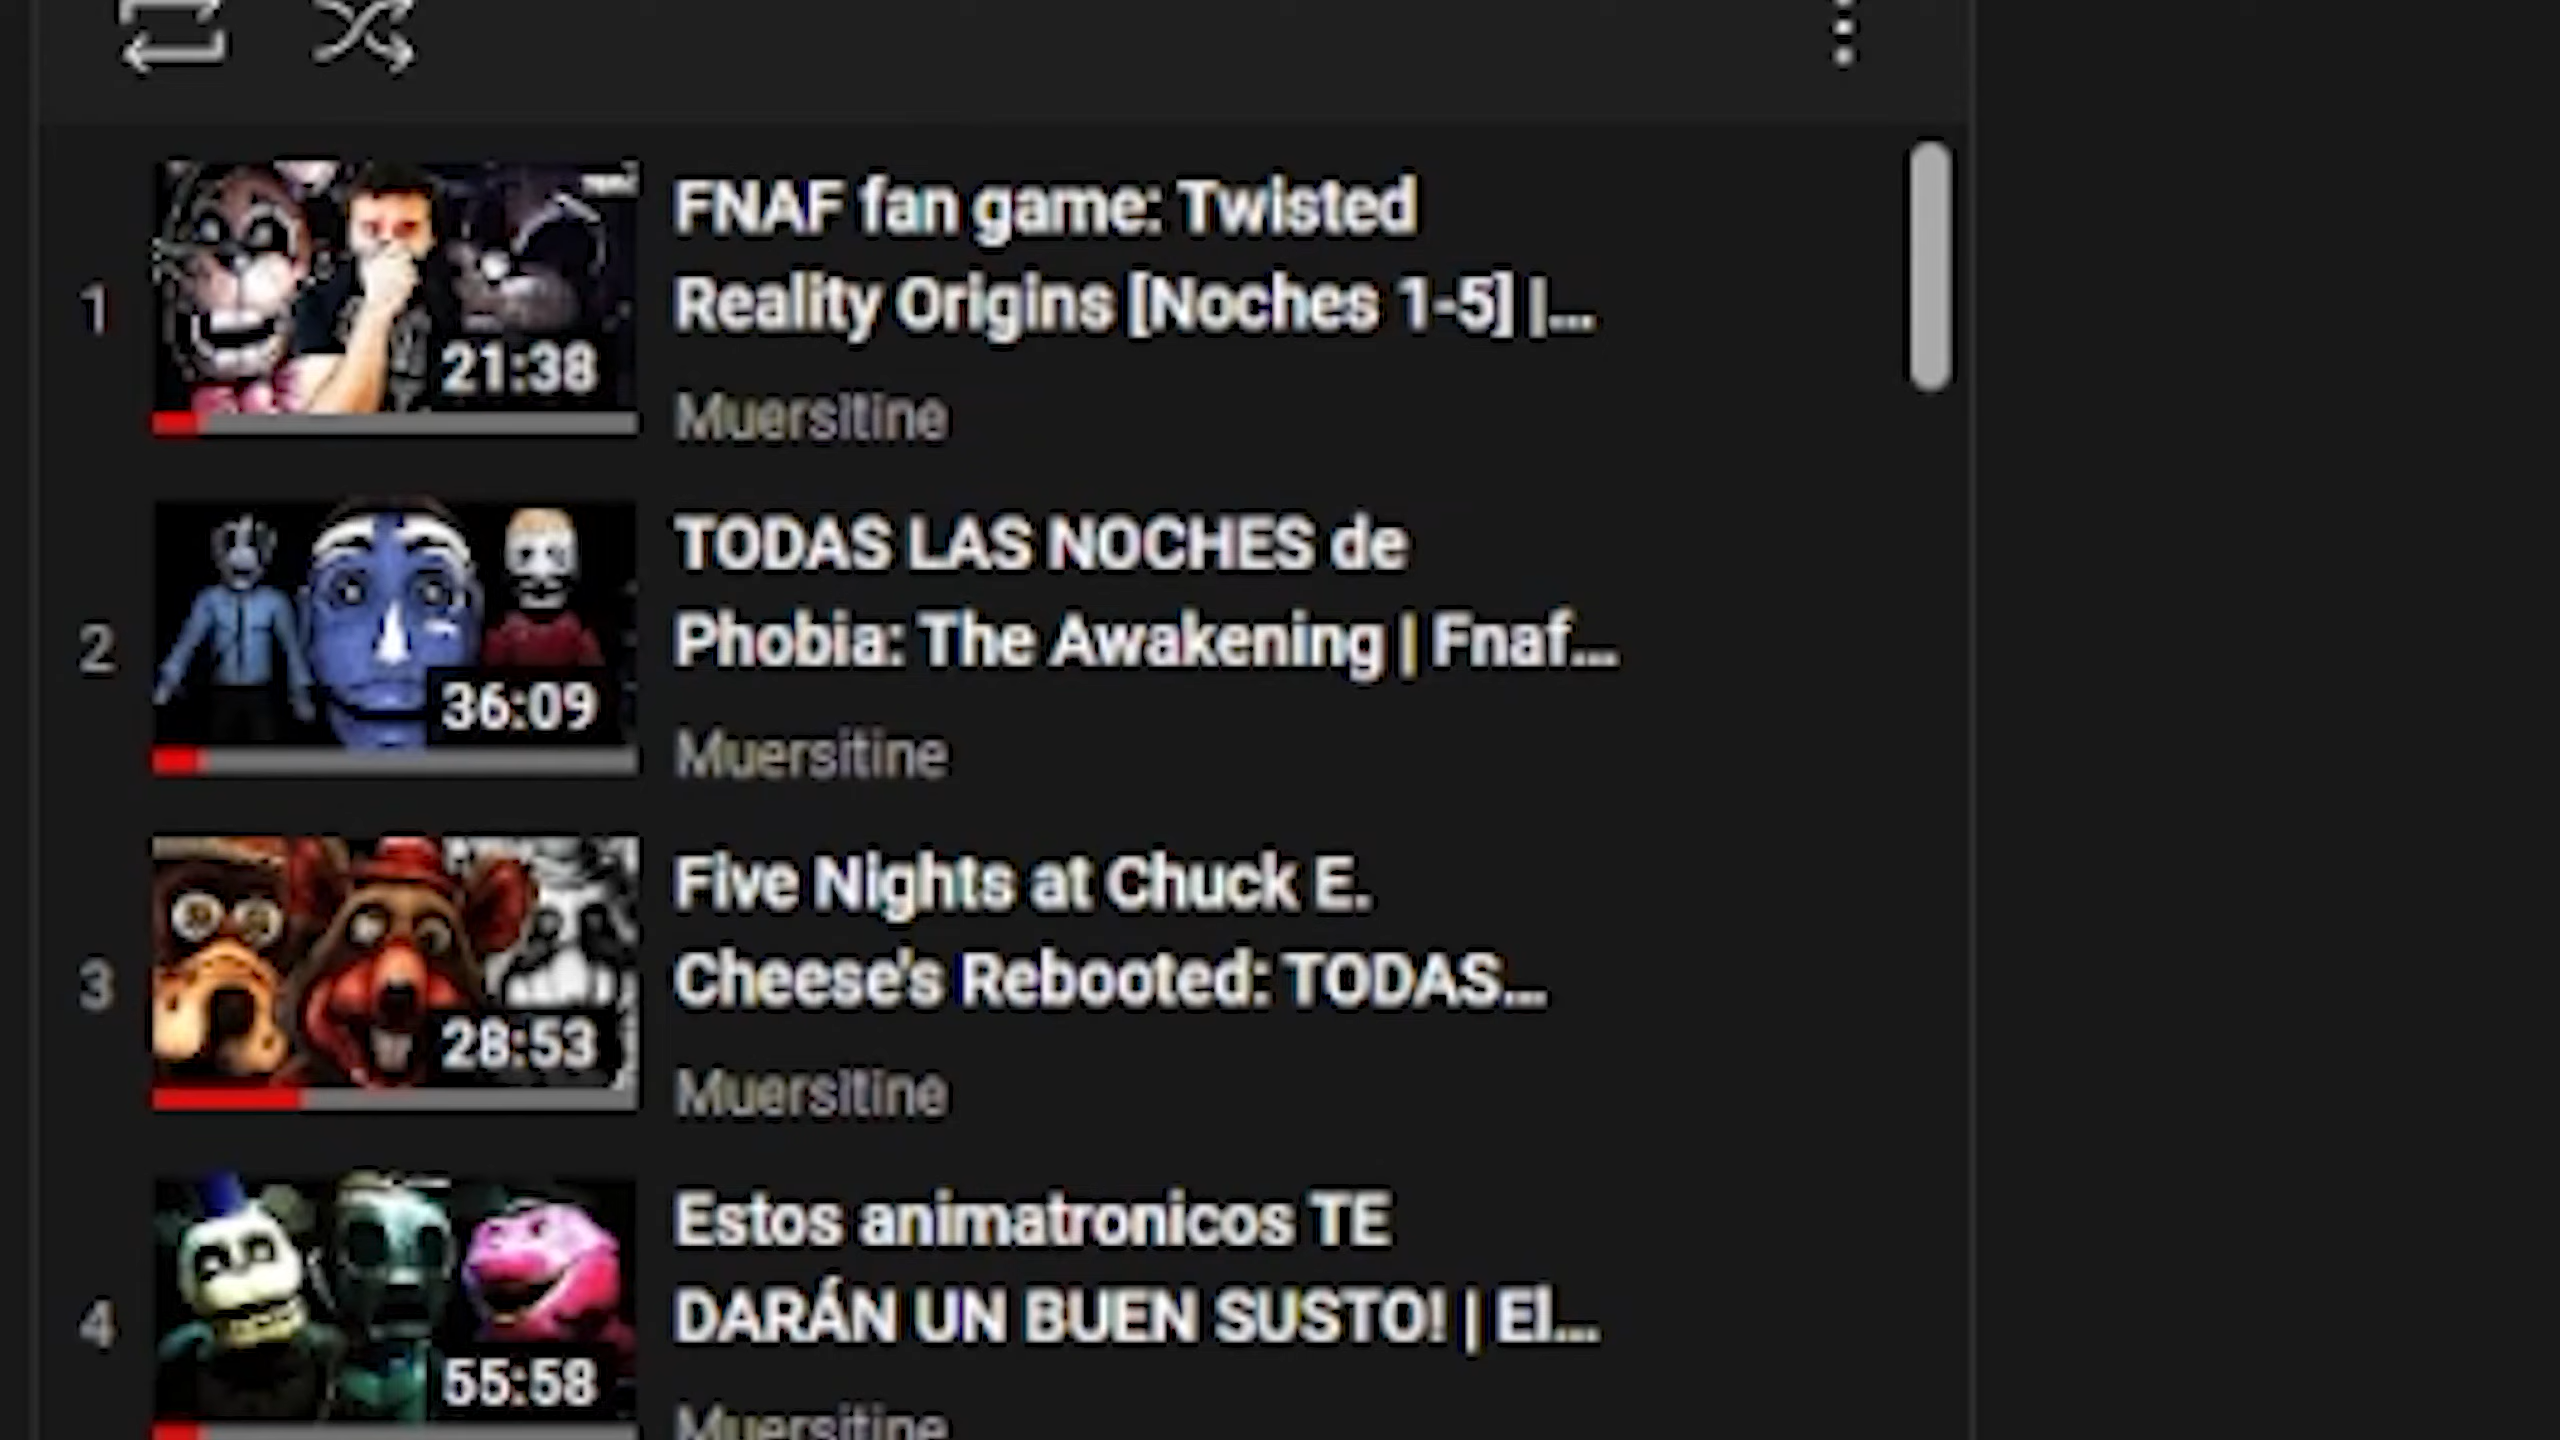 1
21:38
FNAF fan game: Twisted
Reality Origins [Noches 1-5] |...
Muersitine
2
36:09
TODAS LAS NOCHES de
Phobia: The Awakening | Fnaf...
Muersitine
3
28:53
Five Nights at Chuck E.
Cheese's Rebooted: TODAS...
Muersitine
4
55:58
Estos animatronicos TE
DARÁN UN BUEN SUSTO! | El...
Muersitine